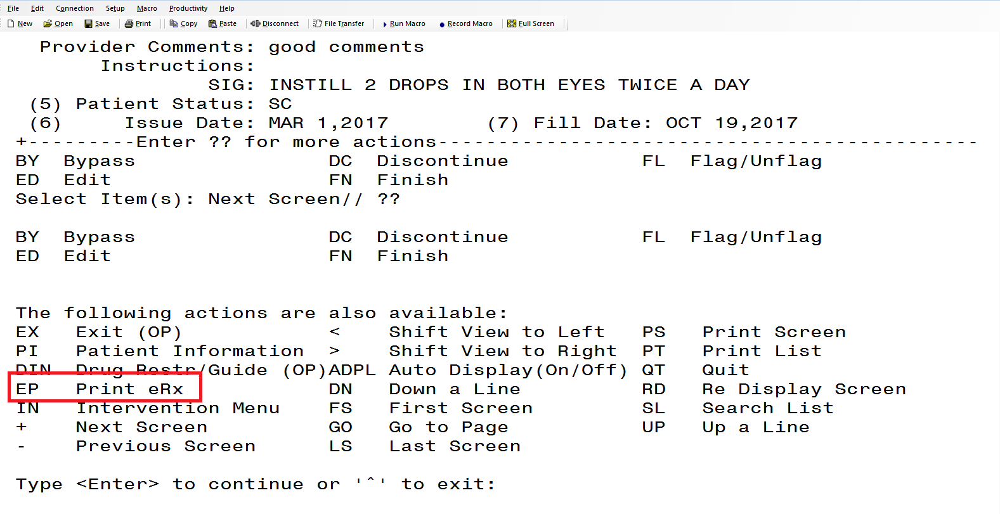 File Edit Connection Setup Macro Productivity Help
New Open Save Print Copy Paste Disconnect File Transfer Run Macro Record Macro Full Screen
Provider Comments: good comments
Instructions:
SIG: INSTILL 2 DROPS IN BOTH EYES TWICE A DAY
(5) Patient Status: SC
(6) Issue Date: MAR 1,2017 (7) Fill Date: OCT 19,2017
+---------Enter ?? for more actions---------------------------------------------
BY Bypass DC Discontinue FL Flag/Unflag
ED Edit FN Finish
Select Item(s): Next Screen// ??
BY Bypass DC Discontinue FL Flag/Unflag
ED Edit FN Finish
The following actions are also available:
EX Exit (OP) < Shift View to Left PS Print Screen
PI Patient Information > Shift View to Right PT Print List
DIN Drug Restr/Guide (OP)ADPL Auto Display(On/Off) QT Quit
EP Print eRx DN Down a Line RD Re Display Screen
IN Intervention Menu FS First Screen SL Search List
+ Next Screen GO Go to Page UP Up a Line
- Previous Screen LS Last Screen
Type <Enter> to continue or '^' to exit: